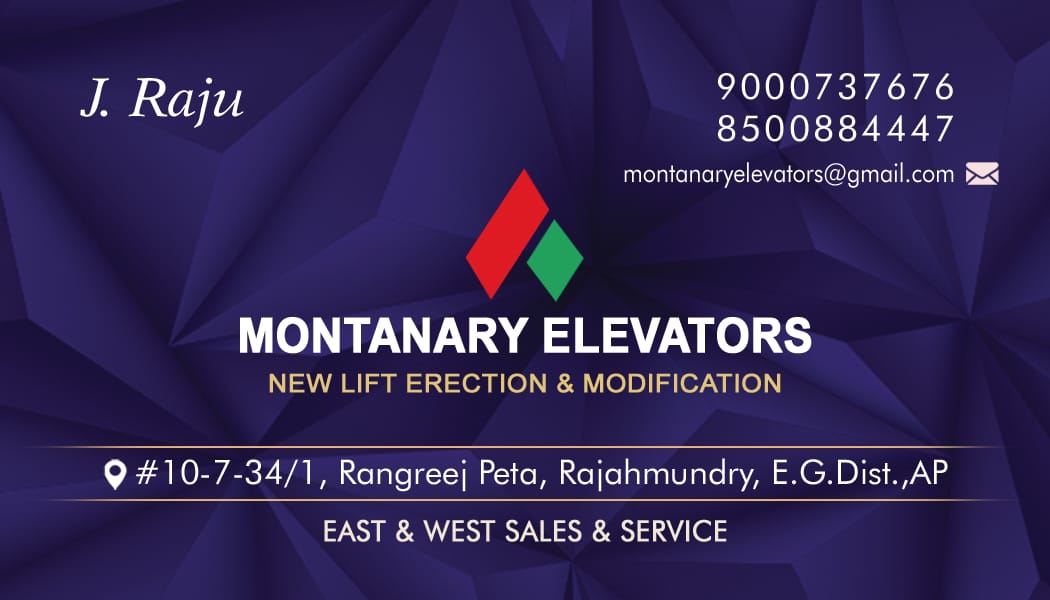 J. Raju
9000737676
8500884447
montanaryelevators@gmail.com
MONTANARY ELEVATORS
NEW LIFT ERECTION & MODIFICATION
#10-7-34/1, Rangreej Peta, Rajahmundry, E.G.Dist.,AP
EAST & WEST SALES & SERVICE